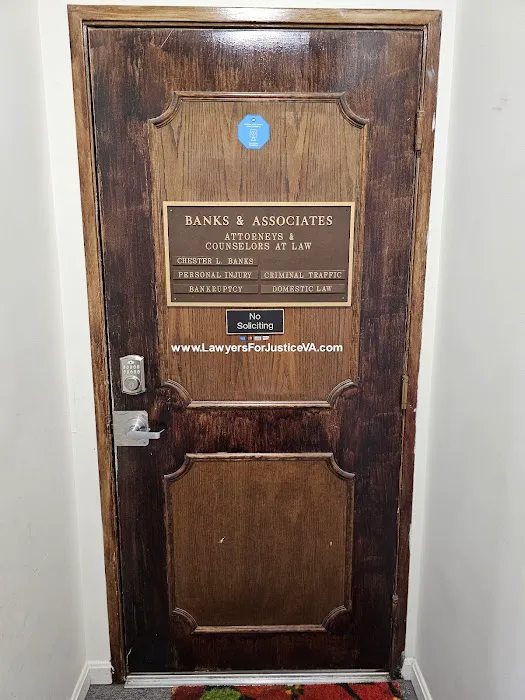 BANKS & ASSOCIATES
ATTORNEYS &
COUNSELORS AT LAW
CHESTER L. BANKS
PERSONAL INJURY CRIMINAL TRAFFIC
BANKRUPTCY DOMESTIC LAW
No
Soliciting
www.LawyersForJusticeVA.com